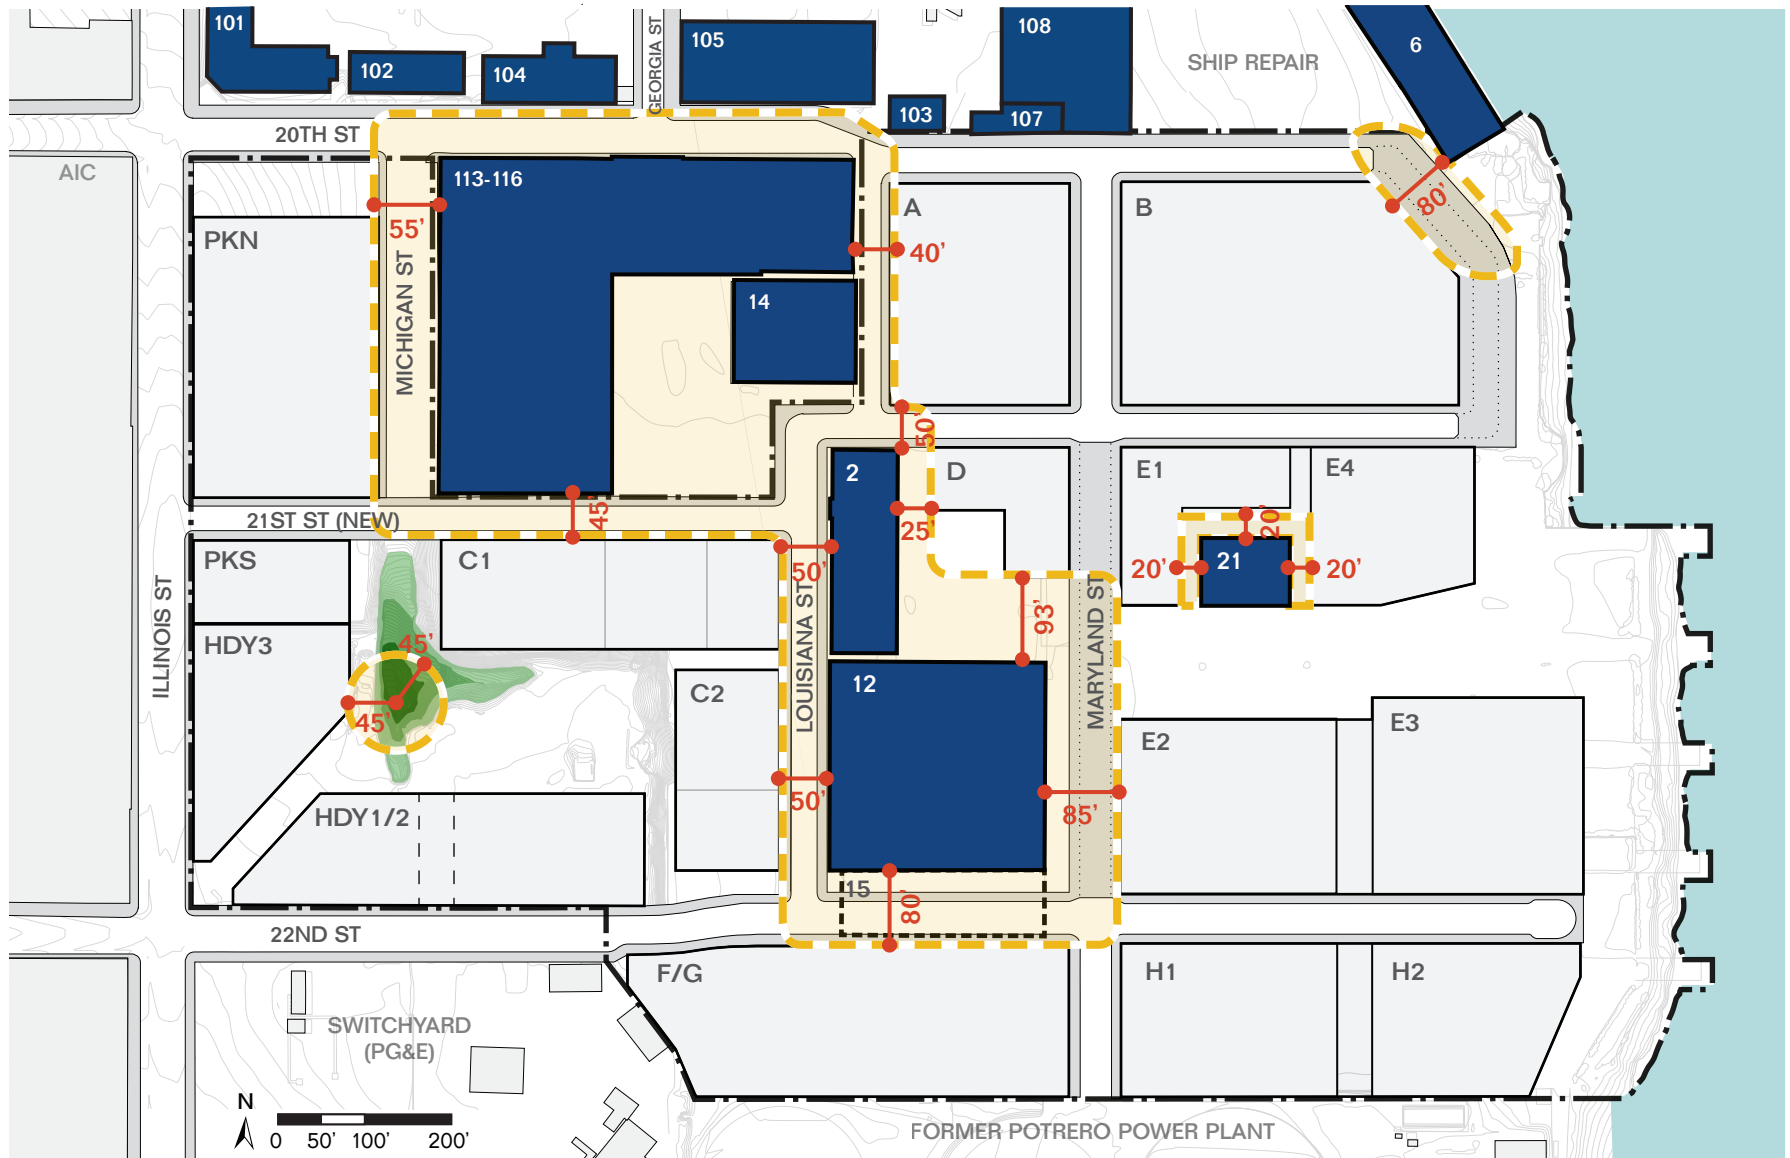 101
102
104
GEORGIA ST
105
108
6
SHIP REPAIR
103
107
20TH ST
AIC
113-116
A
B
80'
55'
PKN
40'
MICHIGAN ST
14
50'
2
D
E1
E4
45'
21ST ST (NEW)
25'
20'
PKS
C1
50'
20'
21
20'
ILLINOIS ST
LOUISIANA ST
93'
MARYLAND ST
HDY3
45'
12
C2
45'
E3
E2
50'
85'
HDY1/2
15
80'
22ND ST
F/G
H1
H2
SWITCHYARD
(PG&E)
N
0 50' 100' 200'
FORMER POTRERO POWER PLANT